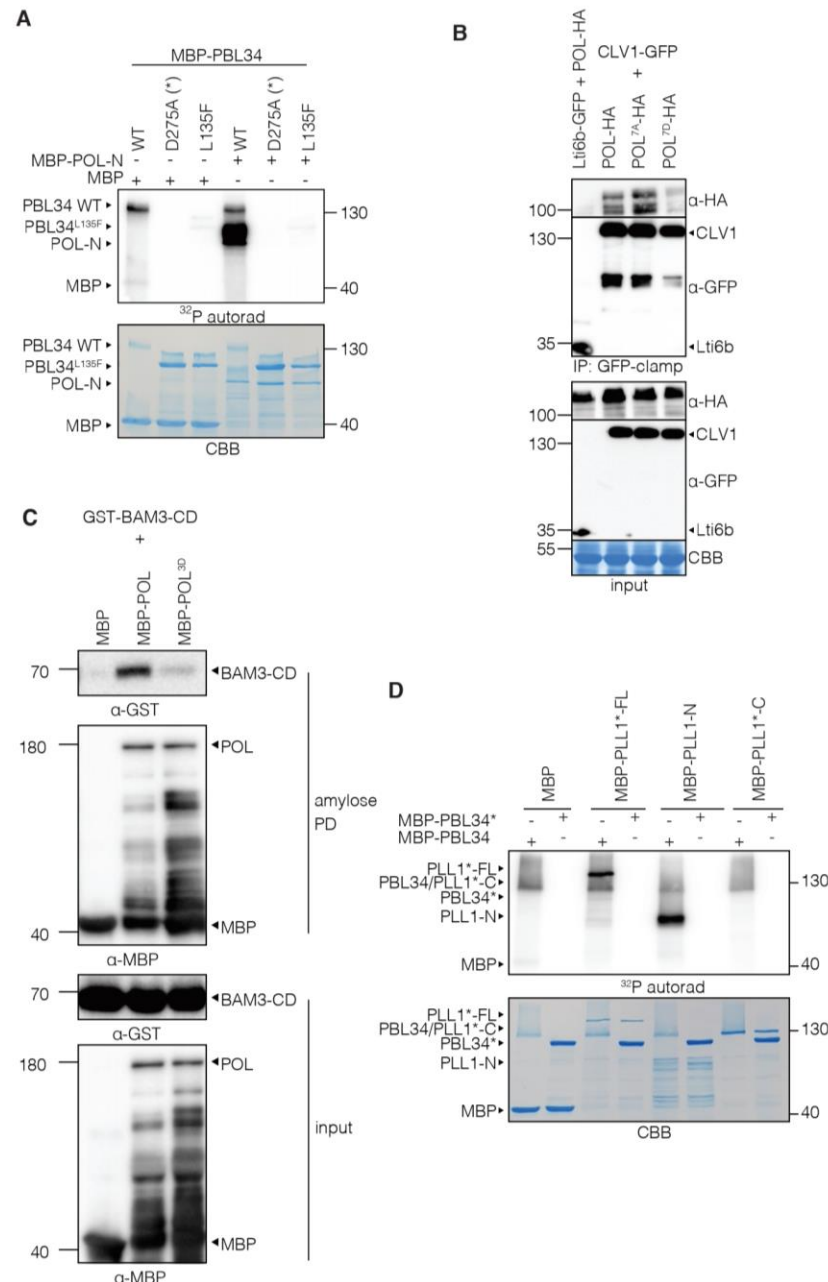 A
MBP-PBL34
WT
D275A (*)
L135F
WT
D275A (*)
L135F
MBP-POL-N - - - + + +
MBP + + + - - -
PBL34 WT
PBL34L135F
POL-N
MBP
130
40
32P autorad
PBL34 WT
PBL34L135F
POL-N
MBP
130
40
CBB
B
Lti6b-GFP + POL-HA
CLV1-GFP
+
POL-HA
POL7A-HA
POL7D-HA
100
α-HA
130
CLV1
α-GFP
35
Lti6b
IP: GFP-clamp
α-HA
100
CLV1
130
α-GFP
35
Lti6b
55
CBB
input
C
GST-BAM3-CD
+
MBP
MBP-POL
MBP-POL3D
70
BAM3-CD
α-GST
180
POL
amylose
PD
40
MBP
α-MBP
70
BAM3-CD
α-GST
180
POL
input
40
MBP
α-MBP
D
MBP
MBP-PLL1*-FL
MBP-PLL1-N
MBP-PLL1*-C
MBP-PBL34* - + - + - + - +
MBP-PBL34 + - + - + - + -
PLL1*-FL
PBL34/PLL1*-C
PBL34*
PLL1-N
MBP
130
40
32P autorad
PLL1*-FL
PBL34/PLL1*-C
PBL34*
PLL1-N
MBP
130
40
CBB